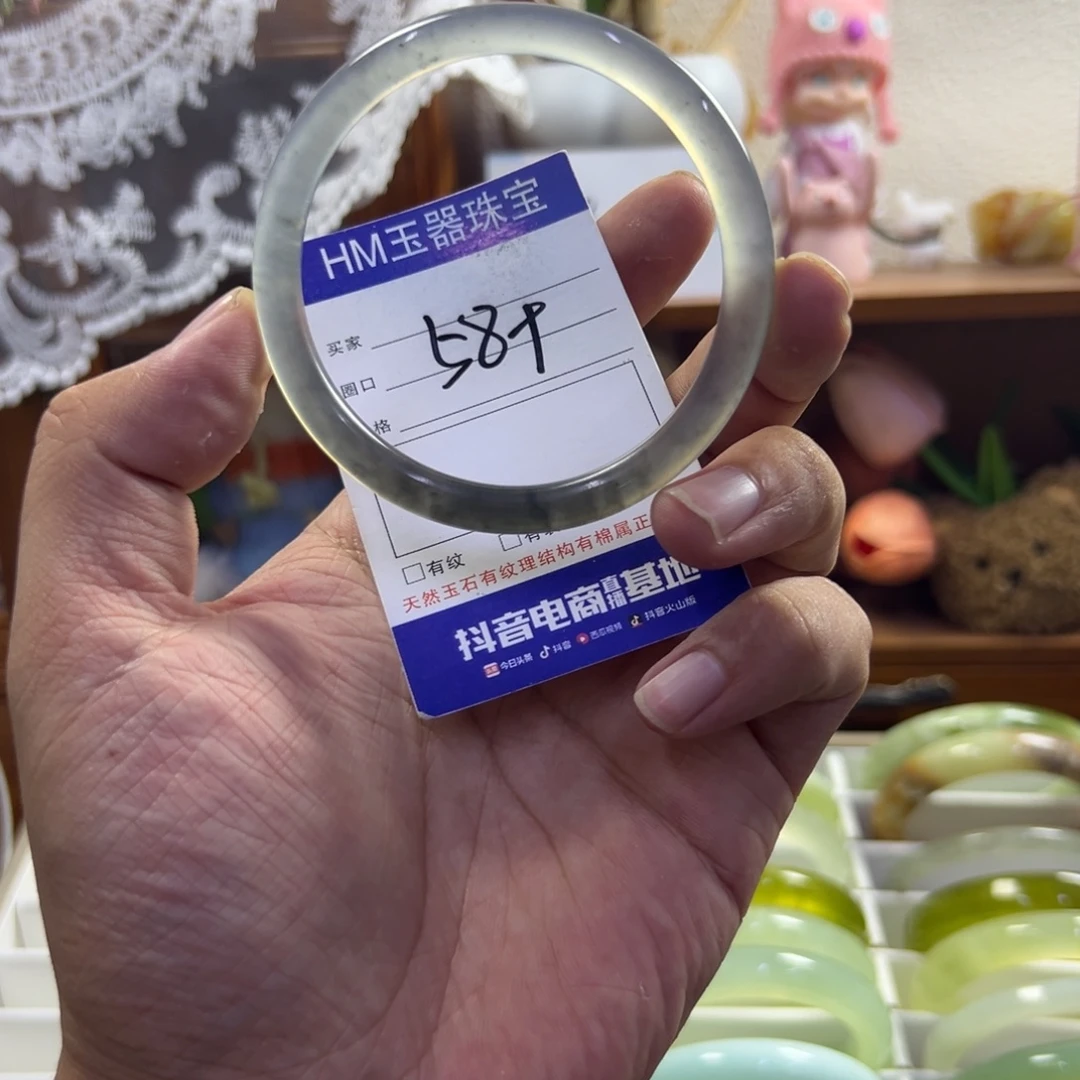 HM玉器珠宝
买家
58+
圈口
格
□有纹 □有
天然玉石有纹理结构有棉属正
抖音电商直播基地
今日头条 抖音 西瓜视频 抖音火山版